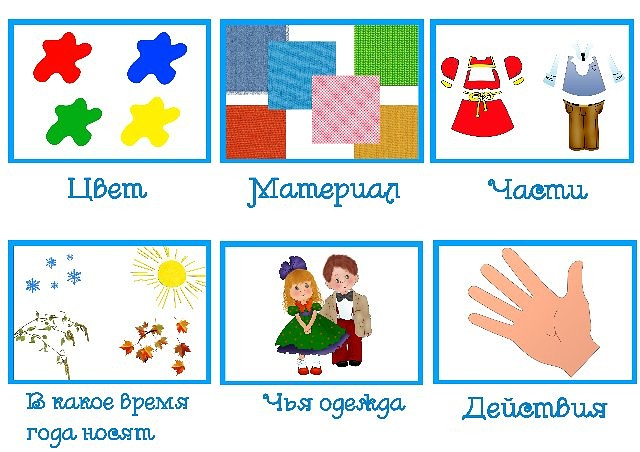 Цвет
Материал
Части
В какое время
года носят
Чья одежда
Действия